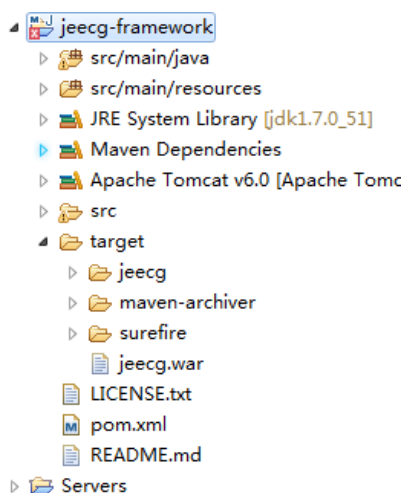 jeecg-framework
src/main/java
src/main/resources
JRE System Library [jdk1.7.0_51]
Maven Dependencies
Apache Tomcat v6.0 [Apache
src
target
jeecg
maven-archiver
surefire
jeecg.war
LICENSE.txt
pom.xml
README.md
Servers